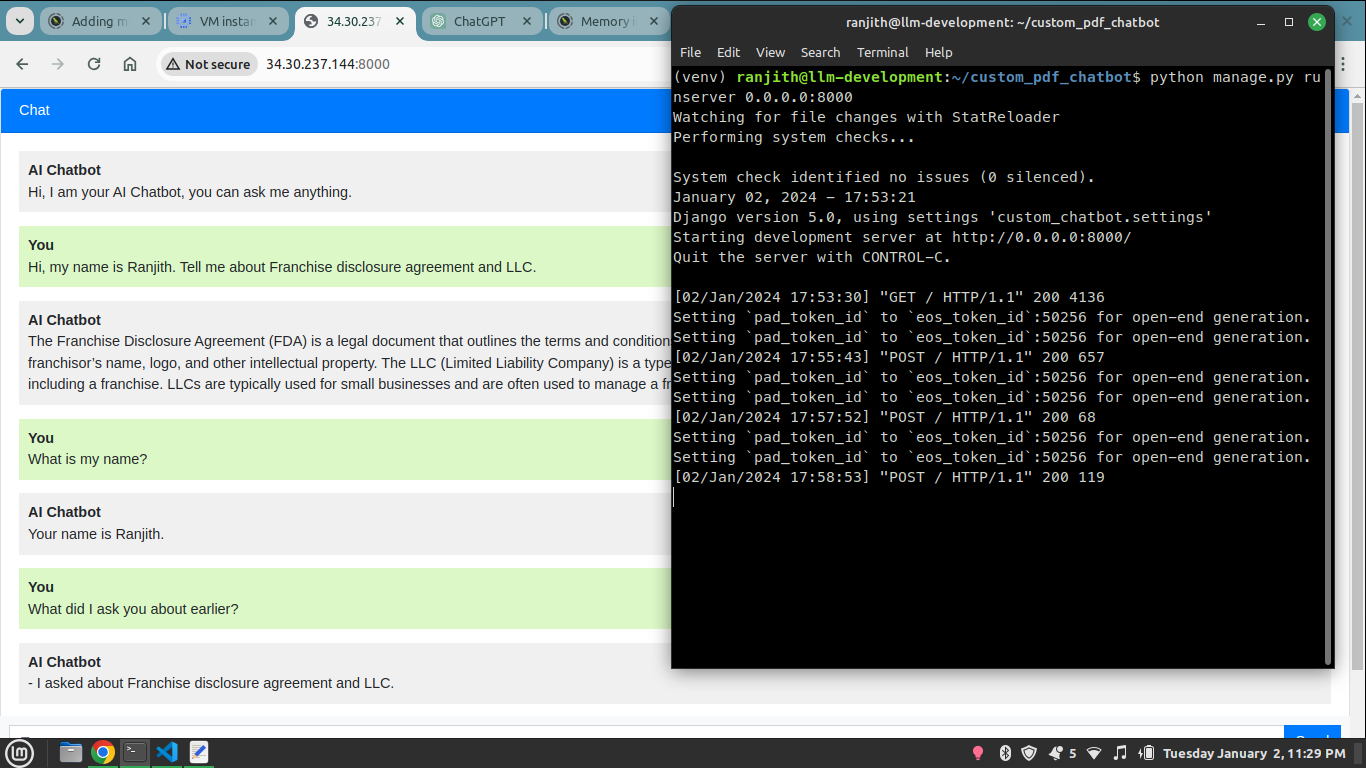 Adding m
VM instan
34.30.237
ChatGPT
Memory i
Not secure
34.30.237.144:8000
Chat
AI Chatbot
Hi, I am your AI Chatbot, you can ask me anything.
You
Hi, my name is Ranjith. Tell me about Franchise disclosure agreement and LLC.
AI Chatbot
The Franchise Disclosure Agreement (FDA) is a legal document that outlines the terms and condition
franchisor's name, logo, and other intellectual property. The LLC (Limited Liability Company) is a type
including a franchise. LLCs are typically used for small businesses and are often used to manage a fr
You
What is my name?
AI Chatbot
Your name is Ranjith.
You
What did I ask you about earlier?
AI Chatbot
- I asked about Franchise disclosure agreement and LLC.
ranjith@llm-development: ~/custom_pdf_chatbot
File Edit View Search Terminal Help
(venv) ranjith@llm-development:~/custom_pdf_chatbot$ python manage.py ru
nserver 0.0.0.0:8000
Watching for file changes with StatReloader
Performing system checks...
System check identified no issues (0 silenced).
January 02, 2024 - 17:53:21
Django version 5.0, using settings 'custom_chatbot.settings'
Starting development server at http://0.0.0.0:8000/
Quit the server with CONTROL-C.
[02/Jan/2024 17:53:30] "GET / HTTP/1.1" 200 4136
Setting `pad_token_id` to `eos_token_id`:50256 for open-end generation.
Setting `pad_token_id` to `eos_token_id`:50256 for open-end generation.
[02/Jan/2024 17:55:43] "POST / HTTP/1.1" 200 657
Setting `pad_token_id` to `eos_token_id`:50256 for open-end generation.
Setting `pad_token_id` to `eos_token_id`:50256 for open-end generation.
[02/Jan/2024 17:57:52] "POST / HTTP/1.1" 200 68
Setting `pad_token_id` to `eos_token_id`:50256 for open-end generation.
Setting `pad_token_id` to `eos_token_id`:50256 for open-end generation.
[02/Jan/2024 17:58:53] "POST / HTTP/1.1" 200 119
5
Tuesday January 2, 11:29 PM